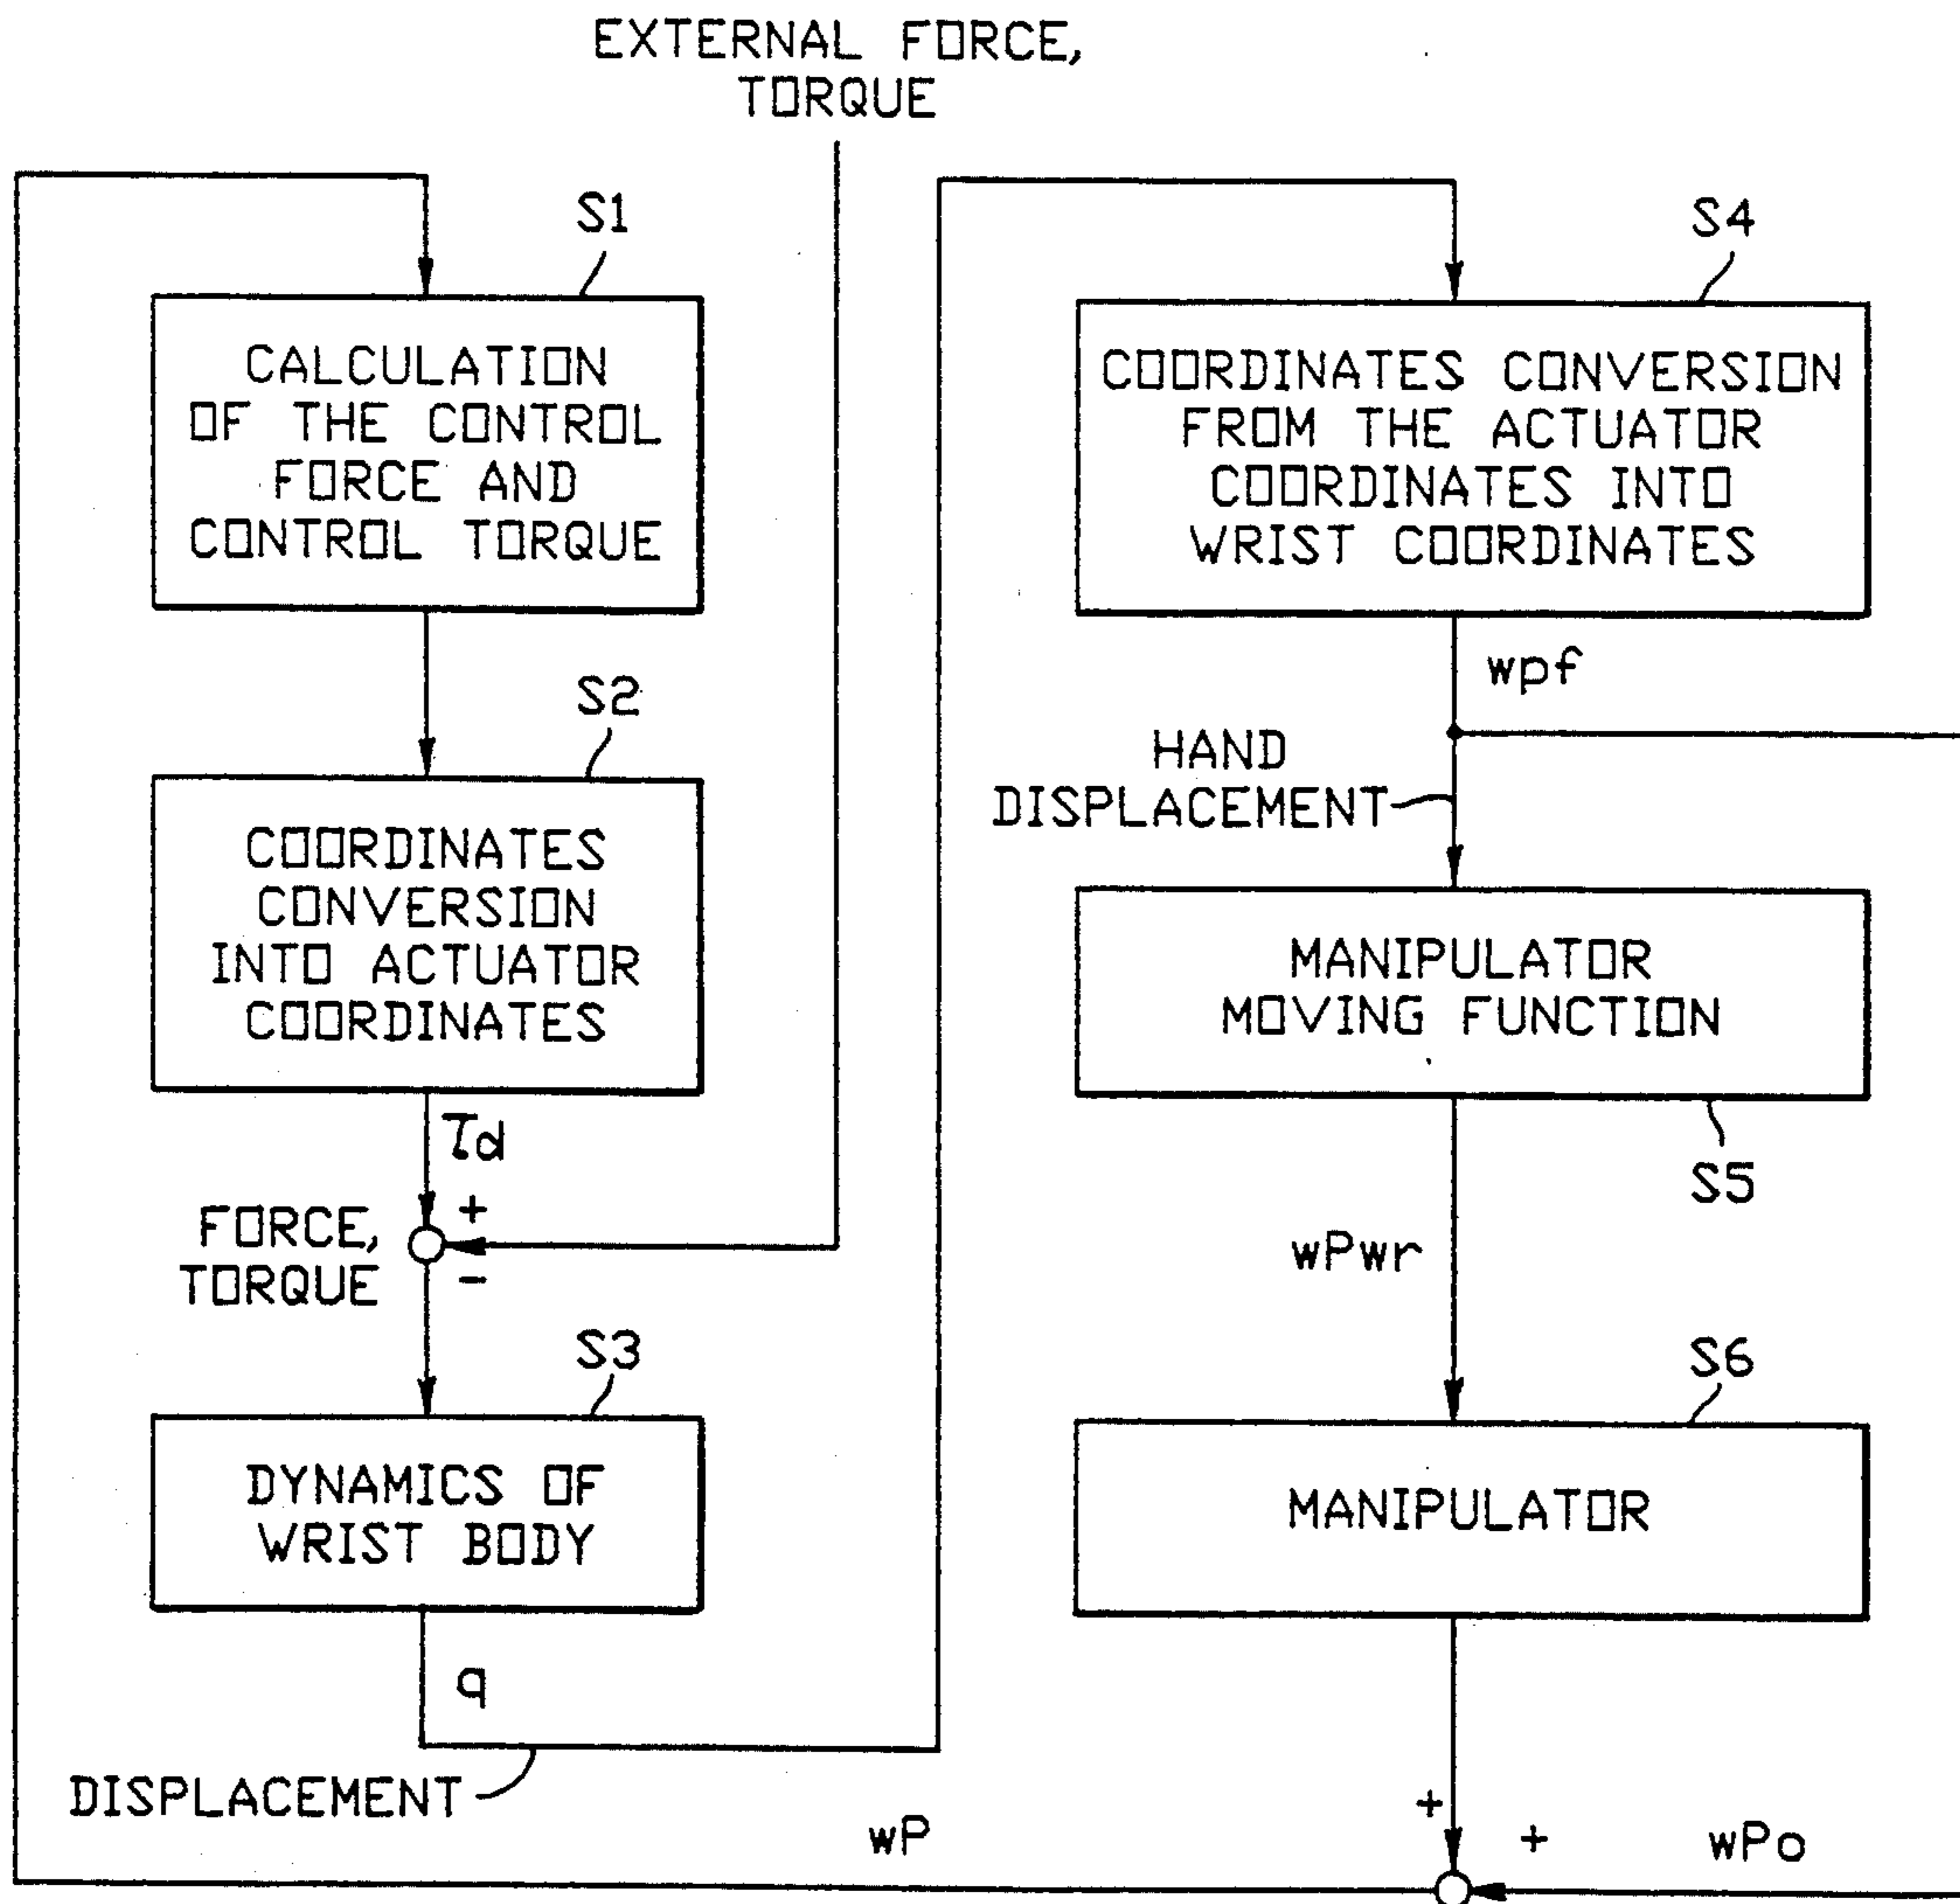 EXTERNAL FORCE,
TORQUE
S1
CALCULATION
OF THE CONTROL
FORCE AND
CONTROL TORQUE
S2
COORDINATES
CONVERSION
INTO ACTUATOR
COORDINATES
τd
+
FORCE,
TORQUE
-
S3
DYNAMICS OF
WRIST BODY
q
DISPLACEMENT
S4
COORDINATES CONVERSION
FROM THE ACTUATOR
COORDINATES INTO
WRIST COORDINATES
wpf
HAND
DISPLACEMENT
MANIPULATOR
MOVING FUNCTION
S5
wPwr
S6
MANIPULATOR
+
+
wPo
wP